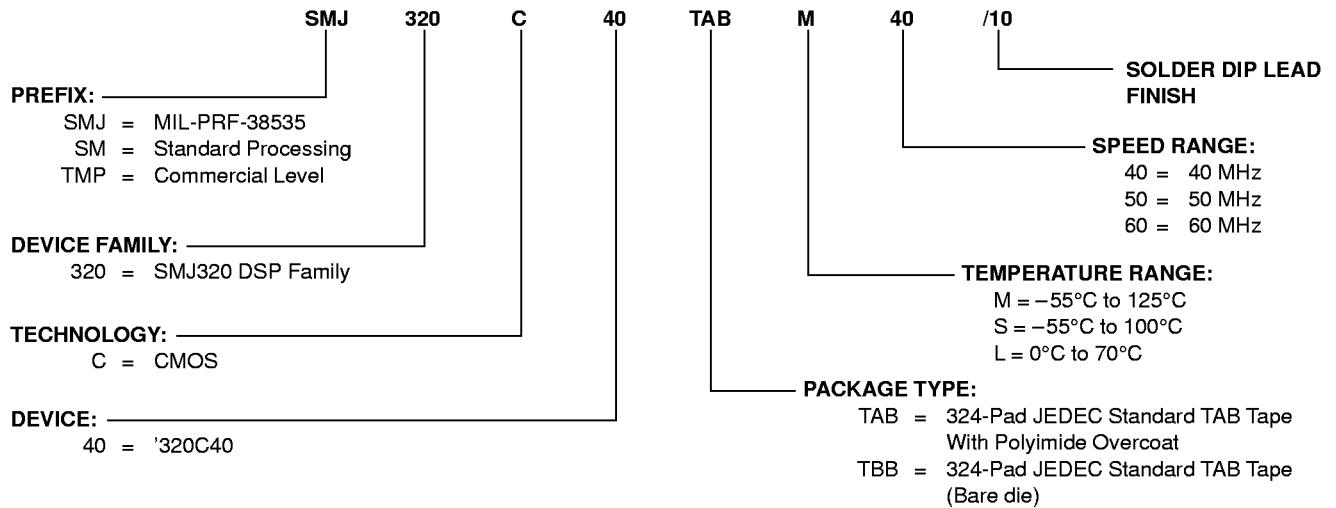 SMJ 320 C 40 TAB M 40 /10
SOLDER DIP LEAD
FINISH
PREFIX:
SMJ = MIL-PRF-38535
SM = Standard Processing
TMP = Commercial Level
SPEED RANGE:
40 = 40 MHz
50 = 50 MHz
60 = 60 MHz
DEVICE FAMILY:
320 = SMJ320 DSP Family
TEMPERATURE RANGE:
M = −55°C to 125°C
S = −55°C to 100°C
L = 0°C to 70°C
TECHNOLOGY:
C = CMOS
PACKAGE TYPE:
TAB = 324-Pad JEDEC Standard TAB Tape
With Polyimide Overcoat
TBB = 324-Pad JEDEC Standard TAB Tape
(Bare die)
DEVICE:
40 = ’320C40